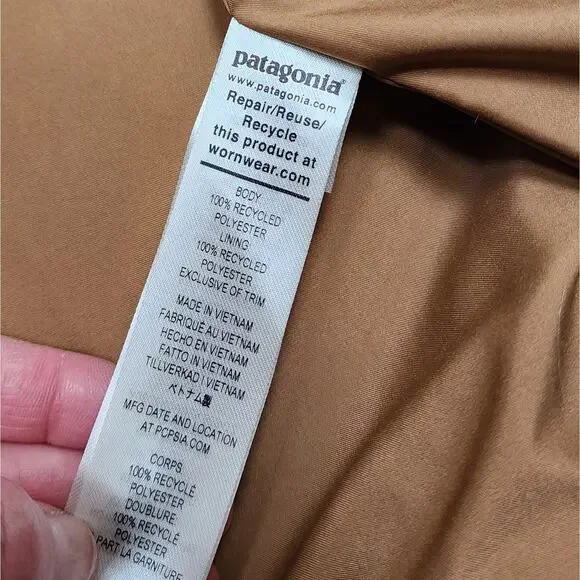 patagonia®
www.patagonia.com
Repair/Reuse/
Recycle
this product at
wornwear.com
BODY
100% RECYCLED
POLYESTER
LINING
100% RECYCLED
POLYESTER
EXCLUSIVE OF TRIM
MADE IN VIETNAM
FABRIQUÉ AU VIETNAM
HECHO EN VIETNAM
FATTO IN VIETNAM
TILLVERKAD I VIETNAM
ベトナム製
MFG DATE AND LOCATION
AT PCPSIA.COM
CORPS
100% RECYCLÉ
POLYESTER
DOUBLURE
100% RECYCLÉ
POLYESTER
PART LA GARNITURE